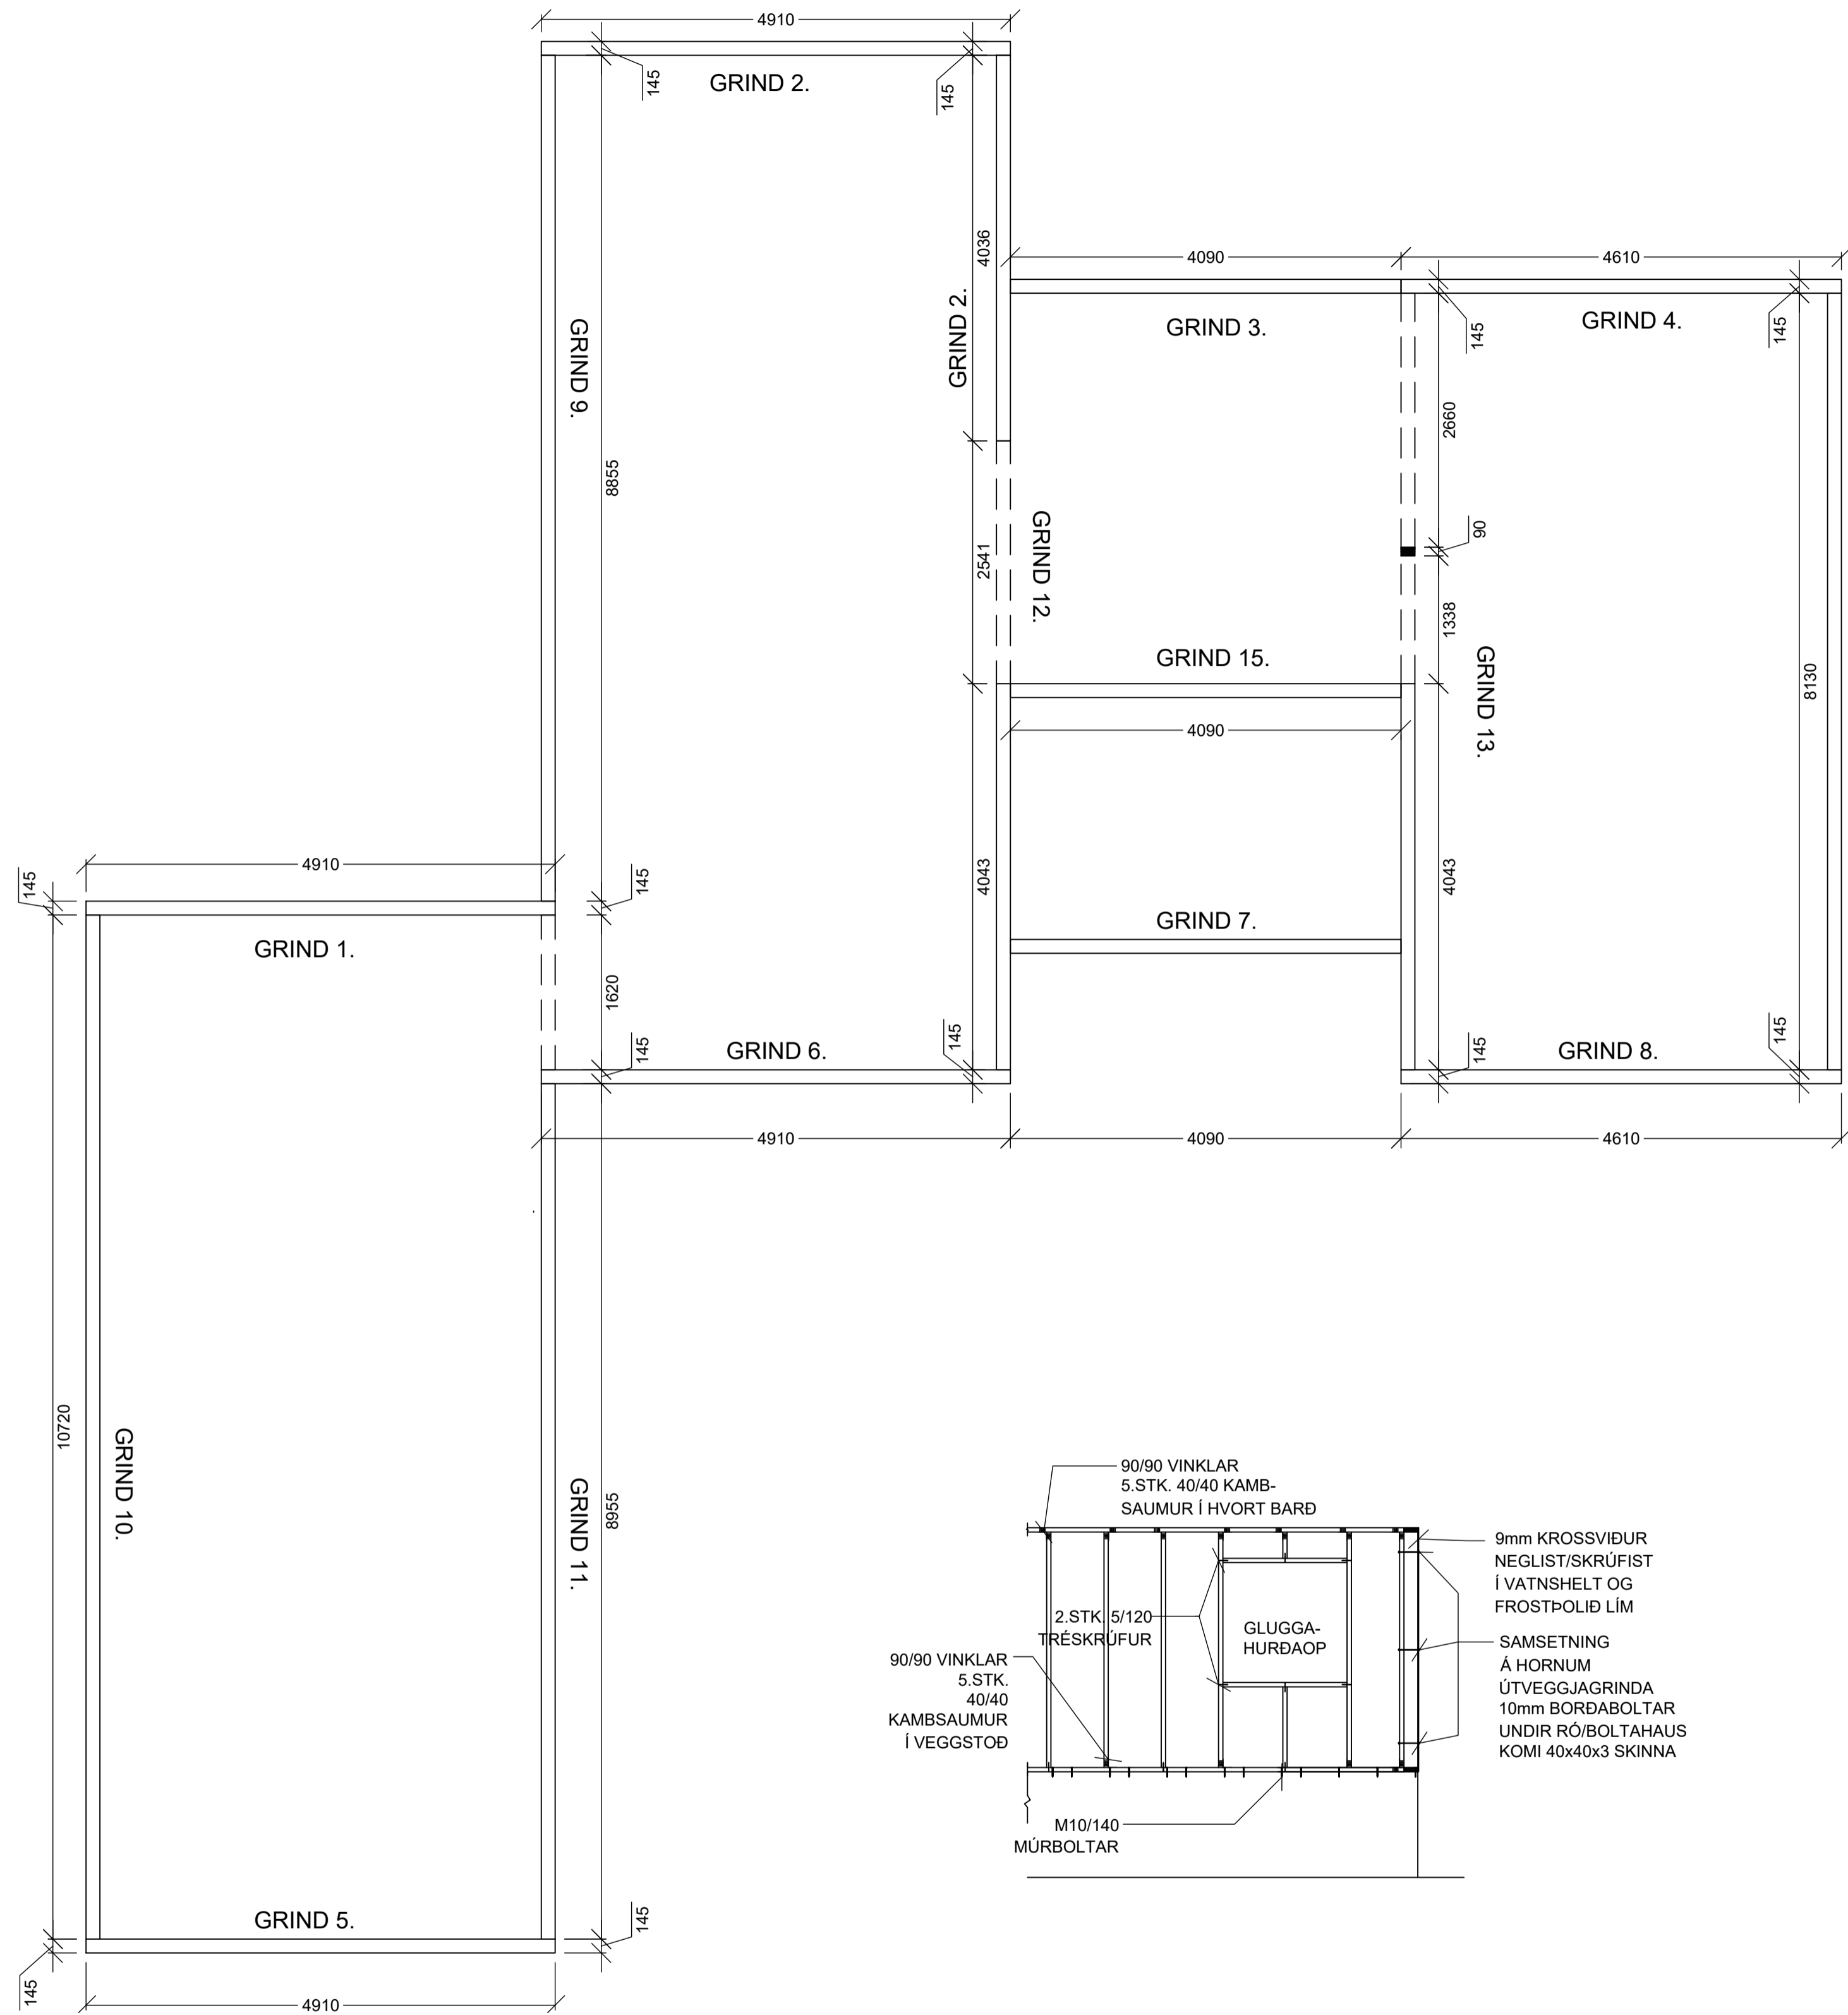 4910
145
145
GRIND 2.
4036
GRIND 2.
4090
4610
GRIND 3.
GRIND 4.
145
145
GRIND 9.
2660
8855
90
GRIND 12.
2541
1338
GRIND 15.
GRIND 13.
8130
4090
4910
145
145
4043
4043
GRIND 1.
GRIND 7.
1620
145
145
GRIND 6.
145
GRIND 8.
145
4910
4090
4610
10720
GRIND 10.
GRIND 11.
8955
GRIND 5.
145
145
4910
90/90 VINKLAR
5.STK. 40/40 KAMB-
SAUMUR Í HVORT BARÐ
9mm KROSSVIÐUR
NEGLIST/SKRÚFIST
Í VATNSHELT OG
FROSTÞOLIÐ LÍM
2.STK. 5/120
TRÉSKRÚFUR
GLUGGA-
HURÐAOP
SAMSETNING
Á HORNUM
ÚTVEGGJAGRINDA
10mm BORÐABOLTAR
UNDIR RÓ/BOLTAHAUS
KOMI 40x40x3 SKINNA
90/90 VINKLAR
5.STK.
40/40
KAMBSAUMUR
Í VEGGSTOÐ
M10/140
MÚRBOLTAR